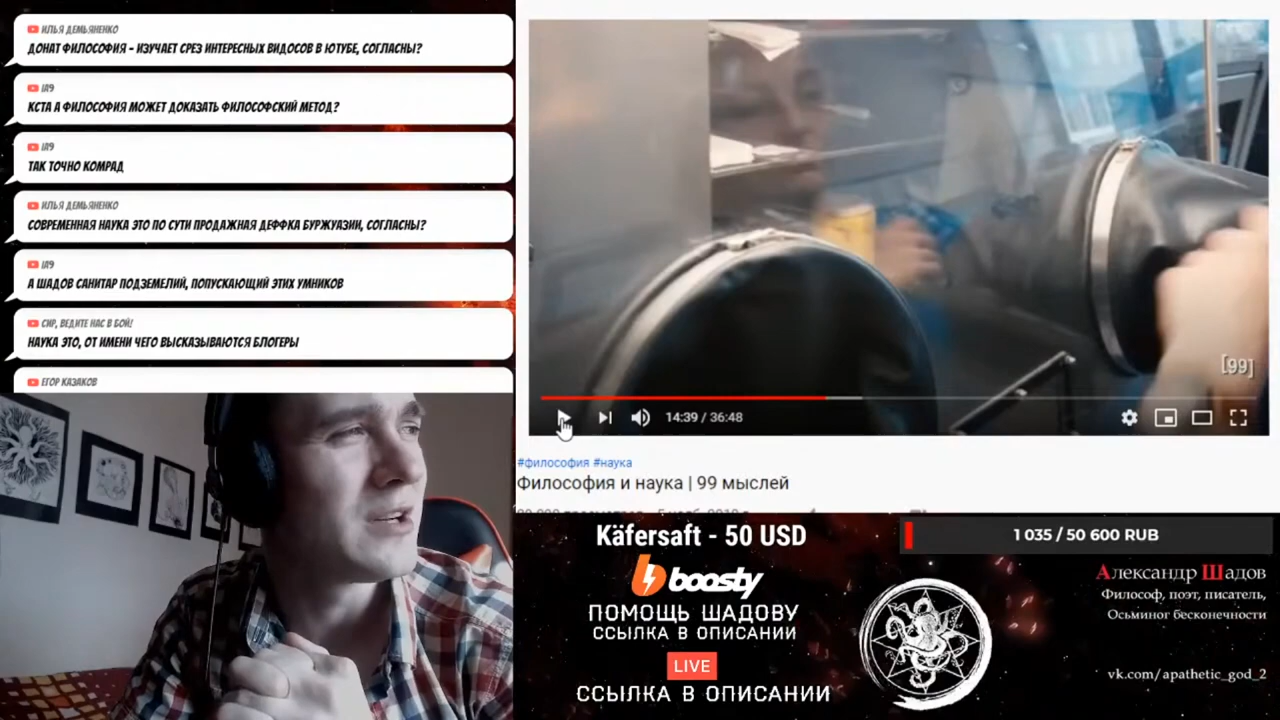 ИЛЬЯ ДЕМЬЯНЕНКО
ДОНАТ ФИЛОСОФИЯ - ИЗУЧАЕТ СРЕЗ ИНТЕРЕСНЫХ ВИДОСОВ В ЮТУБЕ, СОГЛАСНЫ?
IA9
КСТА А ФИЛОСОФИЯ МОЖЕТ ДОКАЗАТЬ ФИЛОСОФСКИЙ МЕТОД?
IA9
ТАК ТОЧНО КОМРАД
ИЛЬЯ ДЕМЬЯНЕНКО
СОВРЕМЕННАЯ НАУКА ЭТО ПО СУТИ ПРОДАЖНАЯ ДЕФФКА БУРЖУАЗИИ, СОГЛАСНЫ?
IA9
А ШАДОВ САНИТАР ПОДЗЕМЕЛИЙ, ПОПУСКАЮЩИЙ ЭТИХ УМНИКОВ
СИР, ВЕДИТЕ НАС В БОЙ!
НАУКА ЭТО, ОТ ИМЕНИ ЧЕГО ВЫСКАЗЫВАЮТСЯ БЛОГЕРЫ
ЕГОР КАЗАКОВ
[99]
14:39 / 36:48
#философия #наука
Философия и наука | 99 мыслей
Käfersaft - 50 USD
boosty
ПОМОЩЬ ШАДОВУ
ССЫЛКА В ОПИСАНИИ
LIVE
ССЫЛКА В ОПИСАНИИ
1 035 / 50 600 RUB
Александр Шадов
Философ, поэт, писатель,
Осьминог бесконечности
vk.com/apathetic_god_2